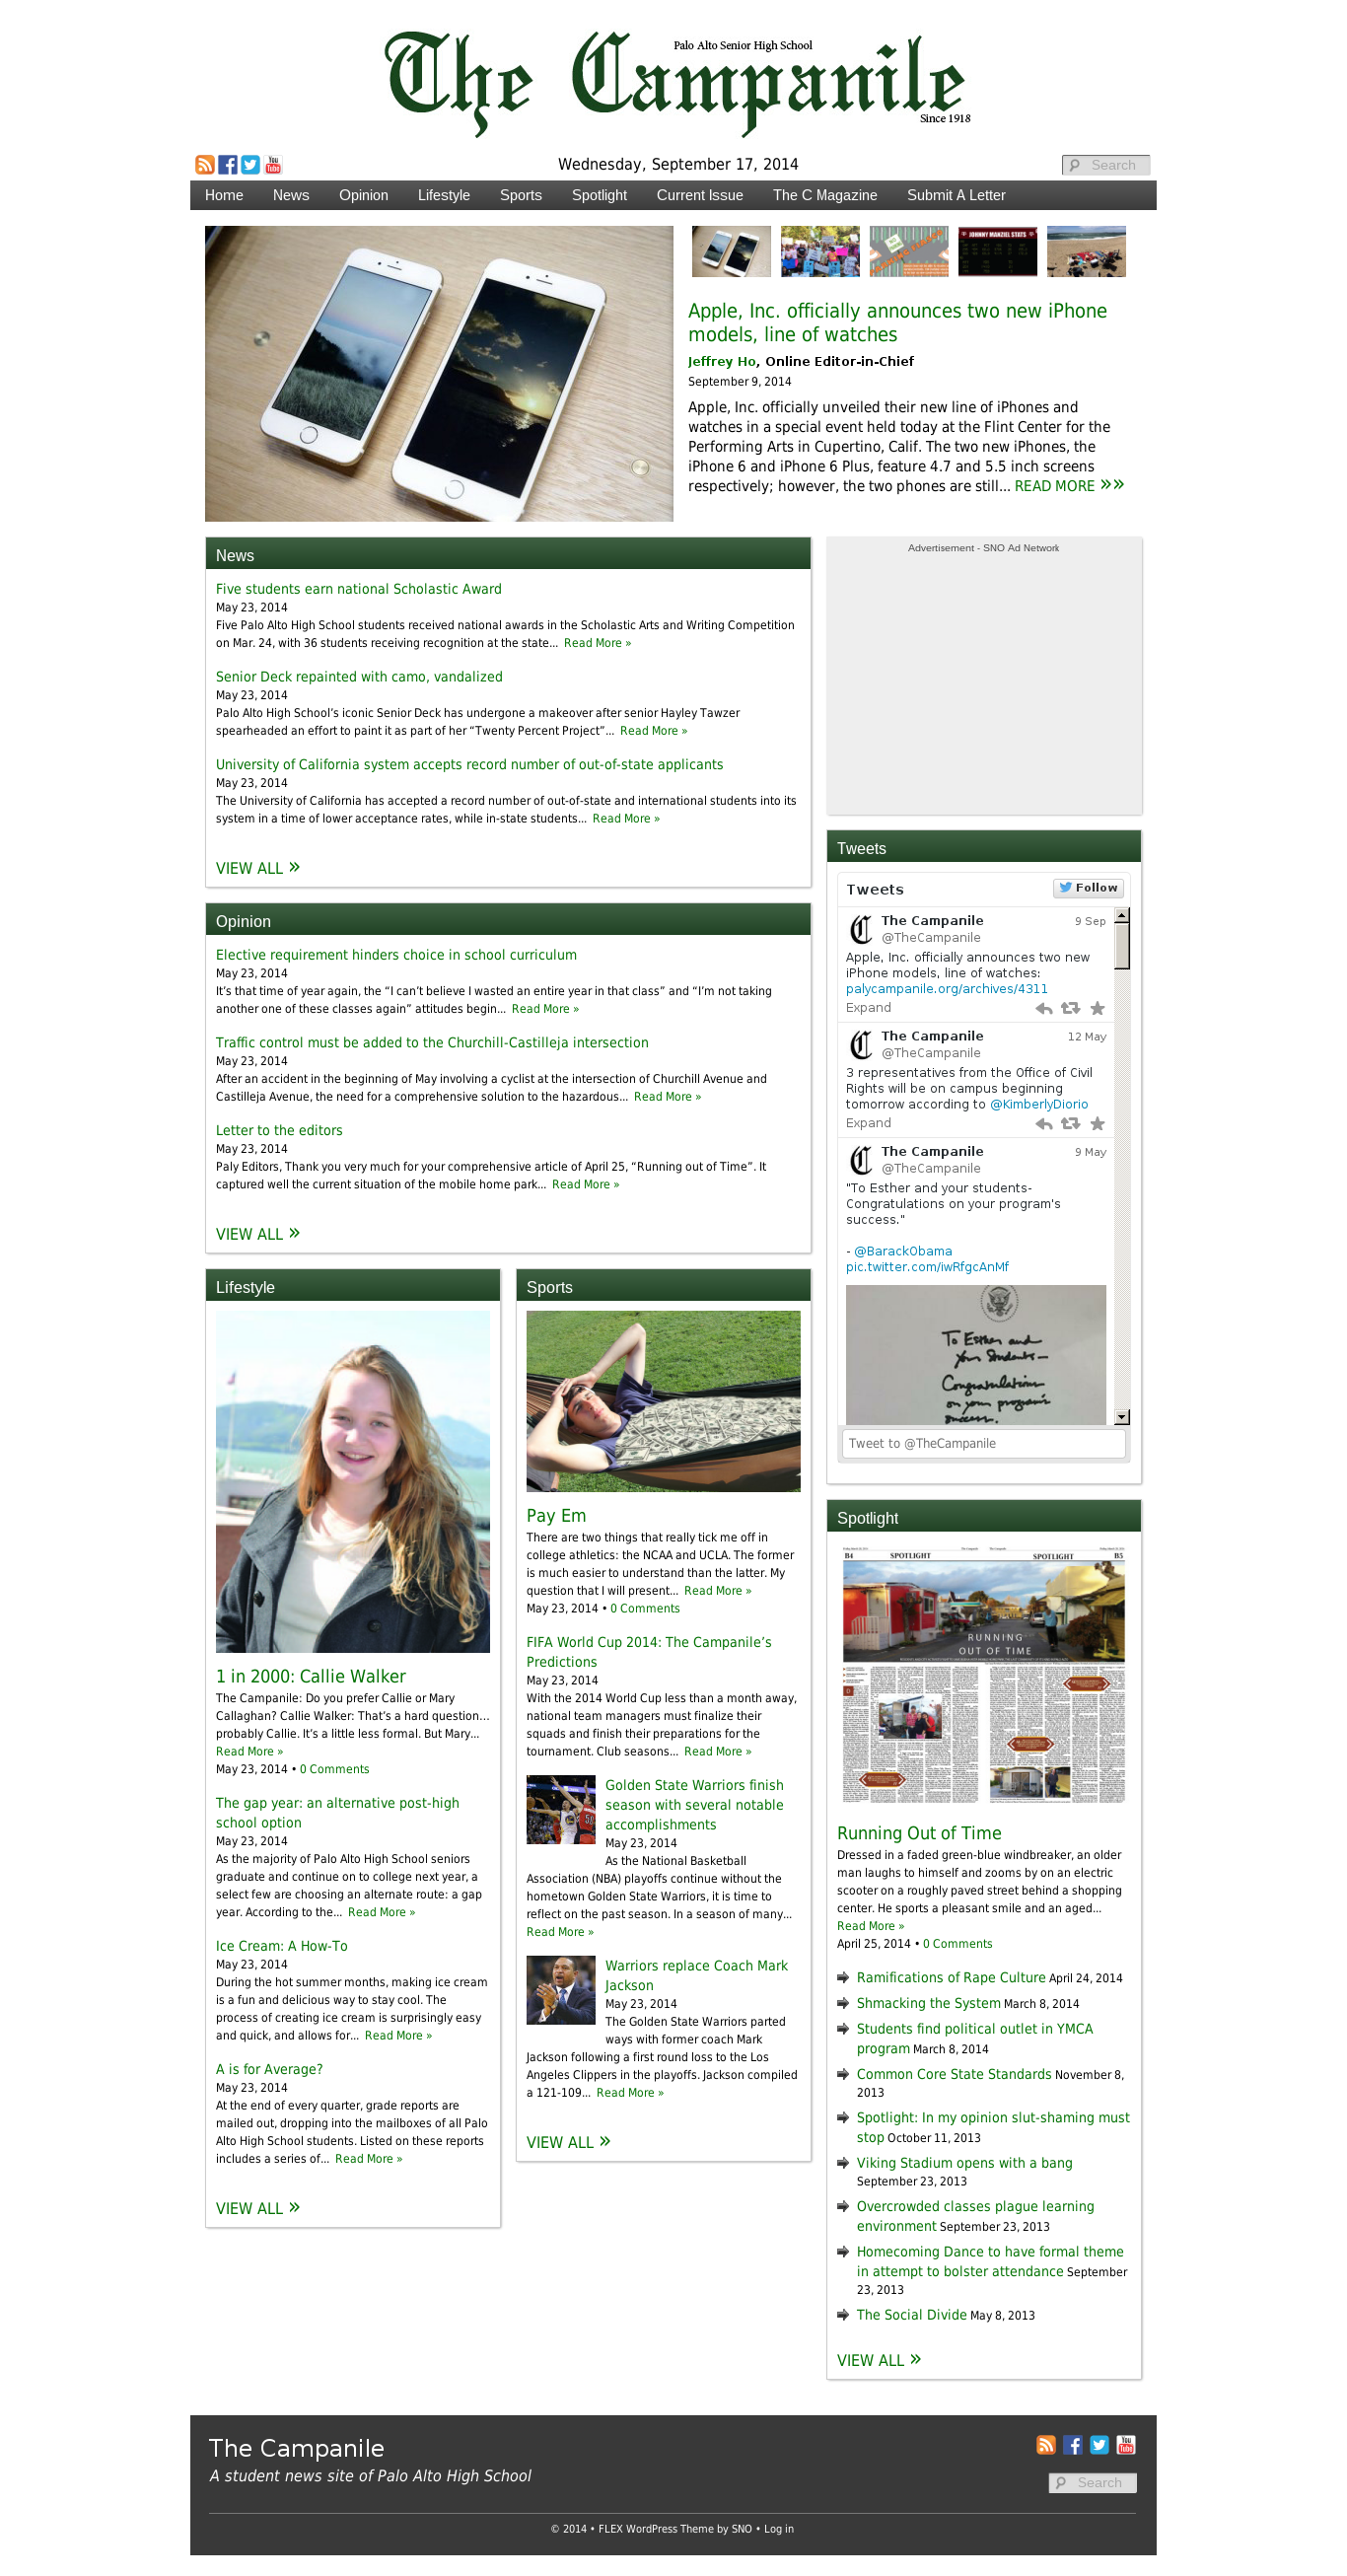 The Campanile
Palo Alto Senior High School
Since 1918
Wednesday, September 17, 2014
Search
Home News Opinion Lifestyle Sports Spotlight Current Issue The C Magazine Submit A Letter
JOHNNY MANZIEL STATS
Apple, Inc. officially announces two new iPhone
models, line of watches
Jeffrey Ho, Online Editor-in-Chief
September 9, 2014
Apple, Inc. officially unveiled their new line of iPhones and
watches in a special event held today at the Flint Center for the
Performing Arts in Cupertino, Calif. The two new iPhones, the
iPhone 6 and iPhone 6 Plus, feature 4.7 and 5.5 inch screens
respectively; however, the two phones are still... READ MORE »»
News
Five students earn national Scholastic Award
May 23, 2014
Five Palo Alto High School students received national awards in the Scholastic Arts and Writing Competition
on Mar. 24, with 36 students receiving recognition at the state... Read More »
Senior Deck repainted with camo, vandalized
May 23, 2014
Palo Alto High School’s iconic Senior Deck has undergone a makeover after senior Hayley Tawzer
spearheaded an effort to paint it as part of her “Twenty Percent Project”... Read More »
University of California system accepts record number of out-of-state applicants
May 23, 2014
The University of California has accepted a record number of out-of-state and international students into its
system in a time of lower acceptance rates, while in-state students... Read More »
VIEW ALL »
Opinion
Elective requirement hinders choice in school curriculum
May 23, 2014
It’s that time of year again, the “I can’t believe I wasted an entire year in that class” and “I’m not taking
another one of these classes again” attitudes begin... Read More »
Traffic control must be added to the Churchill-Castilleja intersection
May 23, 2014
After an accident in the beginning of May involving a cyclist at the intersection of Churchill Avenue and
Castilleja Avenue, the need for a comprehensive solution to the hazardous... Read More »
Letter to the editors
May 23, 2014
Paly Editors, Thank you very much for your comprehensive article of April 25, “Running out of Time”. It
captured well the current situation of the mobile home park... Read More »
VIEW ALL »
Lifestyle
1 in 2000: Callie Walker
The Campanile: Do you prefer Callie or Mary
Callaghan? Callie Walker: That’s a hard question…
probably Callie. It’s a little less formal. But Mary...
Read More »
May 23, 2014 • 0 Comments
The gap year: an alternative post-high
school option
May 23, 2014
As the majority of Palo Alto High School seniors
graduate and continue on to college next year, a
select few are choosing an alternate route: a gap
year. According to the... Read More »
Ice Cream: A How-To
May 23, 2014
During the hot summer months, making ice cream
is a fun and delicious way to stay cool. The
process of creating ice cream is surprisingly easy
and quick, and allows for... Read More »
A is for Average?
May 23, 2014
At the end of every quarter, grade reports are
mailed out, dropping into the mailboxes of all Palo
Alto High School students. Listed on these reports
includes a series of... Read More »
VIEW ALL »
Sports
Pay Em
There are two things that really tick me off in
college athletics: the NCAA and UCLA. The former
is much easier to understand than the latter. My
question that I will present... Read More »
May 23, 2014 • 0 Comments
FIFA World Cup 2014: The Campanile’s
Predictions
May 23, 2014
With the 2014 World Cup less than a month away,
national team managers must finalize their
squads and finish their preparations for the
tournament. Club seasons... Read More »
Golden State Warriors finish
season with several notable
accomplishments
May 23, 2014
As the National Basketball
Association (NBA) playoffs continue without the
hometown Golden State Warriors, it is time to
reflect on the past season. In a season of many...
Read More »
Warriors replace Coach Mark
Jackson
May 23, 2014
The Golden State Warriors parted
ways with former coach Mark
Jackson following a first round loss to the Los
Angeles Clippers in the playoffs. Jackson compiled
a 121-109... Read More »
VIEW ALL »
Advertisement - SNO Ad Network
Tweets
Tweets Follow
The Campanile 9 Sep
@TheCampanile
Apple, Inc. officially announces two new
iPhone models, line of watches:
palycampanile.org/archives/4311
Expand
The Campanile 12 May
@TheCampanile
3 representatives from the Office of Civil
Rights will be on campus beginning
tomorrow according to @KimberlyDiorio
Expand
The Campanile 9 May
@TheCampanile
"To Esther and your students-
Congratulations on your program's
success."
- @BarackObama
pic.twitter.com/iwRfgcAnMf
To Esther and
your Students—
Congratulations
on your program's
success.
Tweet to @TheCampanile
Spotlight
B4 SPOTLIGHT SPOTLIGHT B5
RUNNING
OUT OF TIME
Running Out of Time
Dressed in a faded green-blue windbreaker, an older
man laughs to himself and zooms by on an electric
scooter on a roughly paved street behind a shopping
center. He sports a pleasant smile and an aged...
Read More »
April 25, 2014 • 0 Comments
Ramifications of Rape Culture April 24, 2014
Shmacking the System March 8, 2014
Students find political outlet in YMCA
program March 8, 2014
Common Core State Standards November 8,
2013
Spotlight: In my opinion slut-shaming must
stop October 11, 2013
Viking Stadium opens with a bang
September 23, 2013
Overcrowded classes plague learning
environment September 23, 2013
Homecoming Dance to have formal theme
in attempt to bolster attendance September
23, 2013
The Social Divide May 8, 2013
VIEW ALL »
The Campanile
A student news site of Palo Alto High School
Search
© 2014 • FLEX WordPress Theme by SNO • Log in